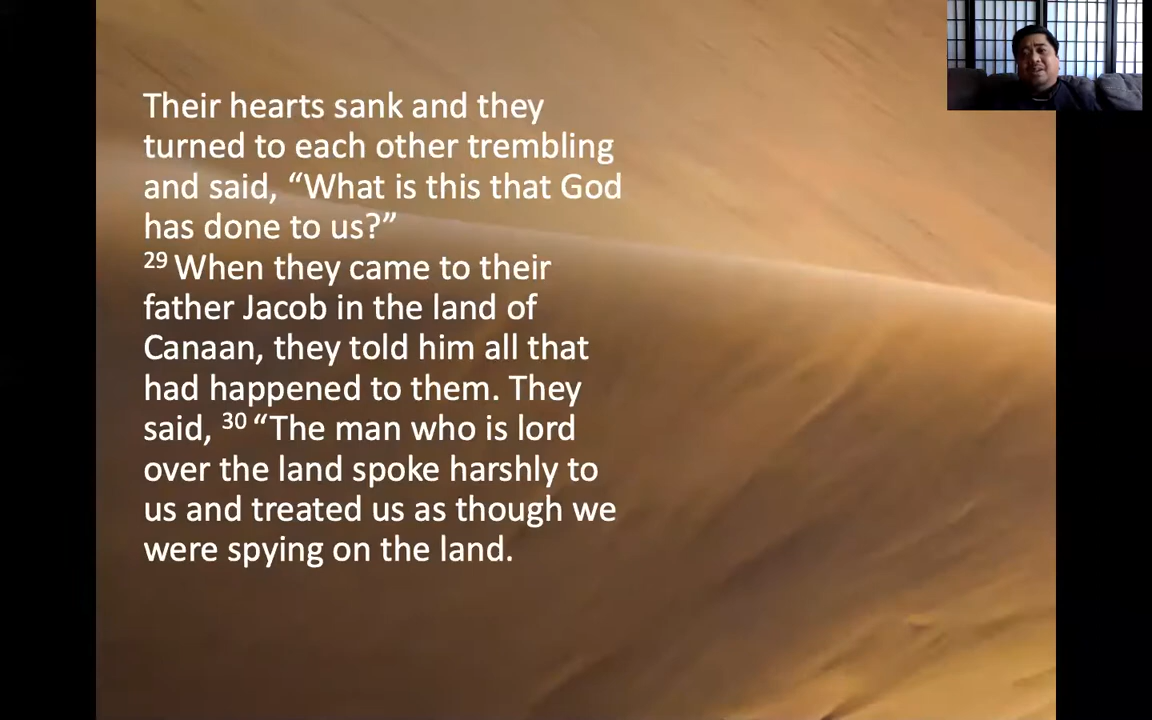 Their hearts sank and they
turned to each other trembling
and said, “What is this that God
has done to us?”
29 When they came to their
father Jacob in the land of
Canaan, they told him all that
had happened to them. They
said, 30 “The man who is lord
over the land spoke harshly to
us and treated us as though we
were spying on the land.